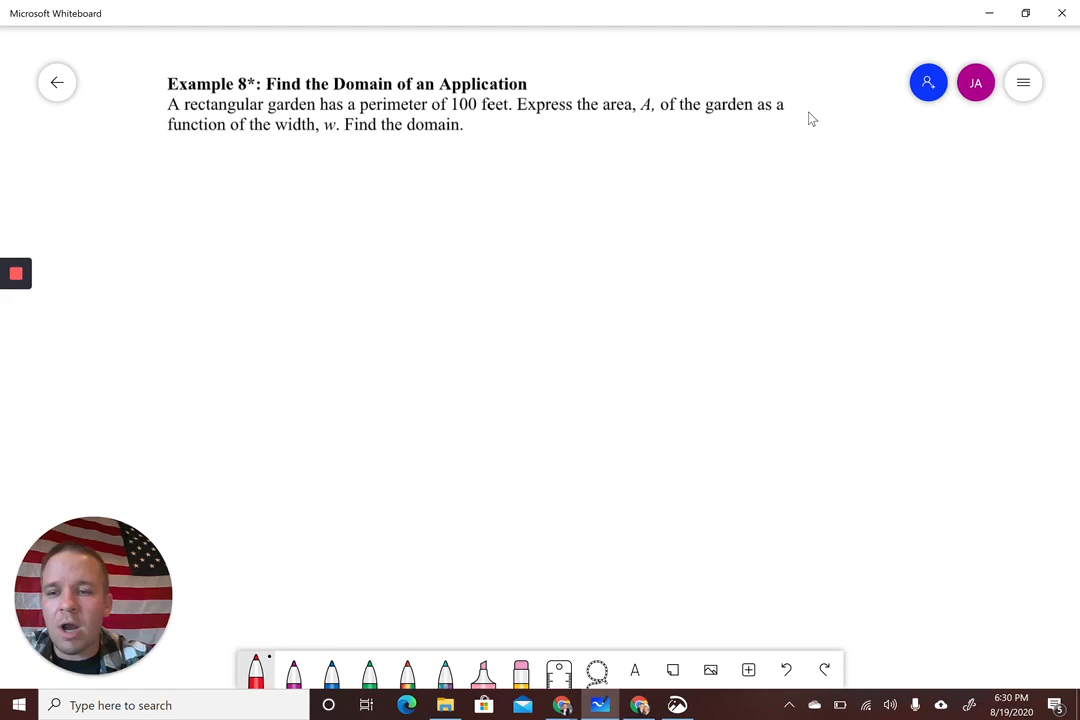 Microsoft Whiteboard
Example 8*: Find the Domain of an Application
A rectangular garden has a perimeter of 100 feet. Express the area, A, of the garden as a
function of the width, w. Find the domain.
JA
A
Type here to search
6:30 PM
8/19/2020
5